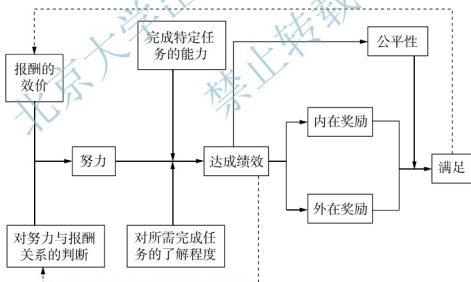 北京大学
禁止转载
完成特定任
务的能力
公平性
报酬的
效价
内在奖励
努力
达成绩效
满足
外在奖励
对努力与报酬
关系的判断
对所需完成任
务的了解程度